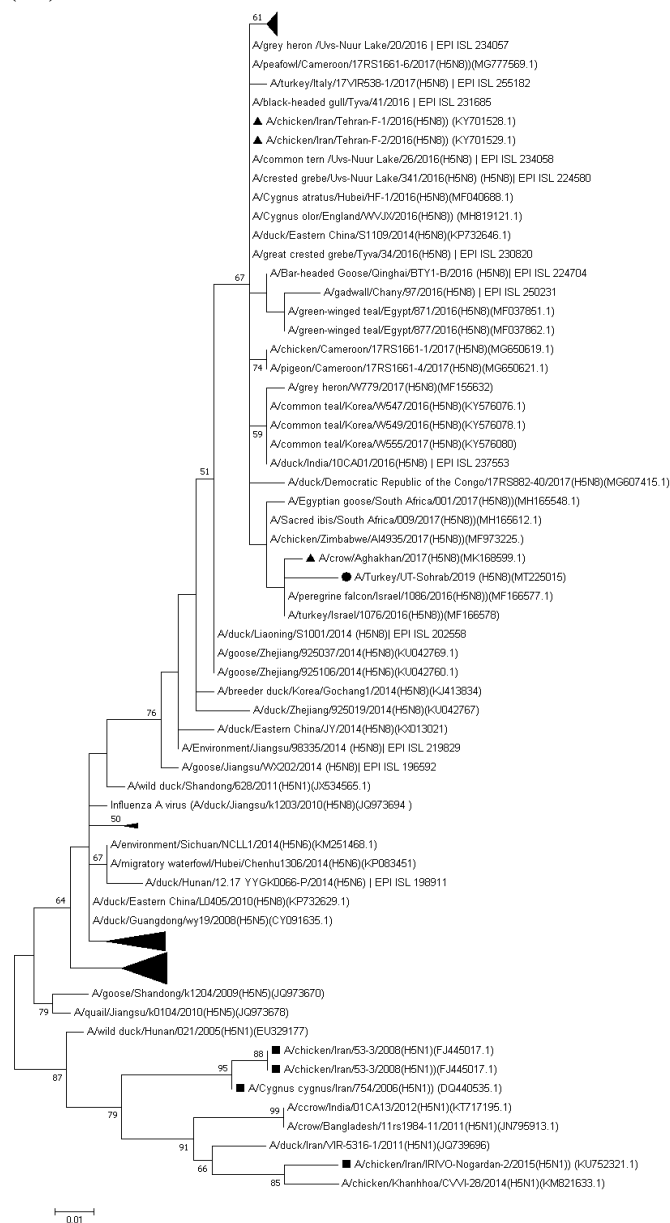 61
A/grey heron /Uvs-Nuur Lake/20/2016 | EPI ISL 234057
A/peafowl/Cameroon/17RS1661-6/2017(H5N8))(MG777569.1)
A/turkey/Italy/17VIR538-1/2017(H5N8) | EPI ISL 255182
A/black-headed gull/Tyva/41/2016 | EPI ISL 231685
A/chicken/Iran/Tehran-F-1/2016(H5N8)) (KY701528.1)
A/chicken/Iran/Tehran-F-2/2016(H5N8)) (KY701529.1)
A/common tern /Uvs-Nuur Lake/26/2016(H5N8) | EPI ISL 234058
A/crested grebe/Uvs-Nuur Lake/341/2016(H5N8) (H5N8)| EPI ISL 224580
A/Cygnus atratus/Hubei/HF-1/2016(H5N8)(MF040688.1)
A/Cygnus olor/England/WVJX/2016(H5N8)) (MH819121.1)
A/duck/Eastern China/S1109/2014(H5N8)(KP732646.1)
A/great crested grebe/Tyva/34/2016(H5N8) | EPI ISL 230820
67
A/Bar-headed Goose/Qinghai/BTY1-B/2016 (H5N8)| EPI ISL 224704
A/gadwall/Chany/97/2016(H5N8) | EPI ISL 250231
A/green-winged teal/Egypt/871/2016(H5N8)(MF037851.1)
A/green-winged teal/Egypt/877/2016(H5N8)(MF037862.1)
A/chicken/Cameroon/17RS1661-1/2017(H5N8)(MG650619.1)
74
A/pigeon/Cameroon/17RS1661-4/2017(H5N8)(MG650621.1)
A/grey heron/W779/2017(H5N8)(MF155632)
A/common teal/Korea/W547/2016(H5N8)(KY576076.1)
A/common teal/Korea/W549/2016(H5N8)(KY576078.1)
59
A/common teal/Korea/W555/2017(H5N8)(KY576080)
A/duck/India/10CA01/2016(H5N8) | EPI ISL 237553
51
A/duck/Democratic Republic of the Congo/17RS882-40/2017(H5N8)(MG607415.1)
A/Egyptian goose/South Africa/001/2017(H5N8))(MH165548.1)
A/Sacred ibis/South Africa/009/2017(H5N8))(MH165612.1)
A/chicken/Zimbabwe/AI4935/2017(H5N8))(MF973225.)
A/crow/Aghakhan/2017(H5N8)(MK168599.1)
A/Turkey/UT-Sohrab/2019 (H5N8)(MT225015)
A/peregrine falcon/Israel/1086/2016(H5N8))(MF166577.1)
A/turkey/Israel/1076/2016(H5N8))(MF166578)
A/duck/Liaoning/S1001/2014 (H5N8)| EPI ISL 202558
A/goose/Zhejiang/925037/2014(H5N8)(KU042769.1)
A/goose/Zhejiang/925106/2014(H5N6)(KU042760.1)
A/breeder duck/Korea/Gochang1/2014(H5N8)(KJ413834)
A/duck/Zhejiang/925019/2014(H5N8)(KU042767)
76
A/duck/Eastern China/JY/2014(H5N8)(KX013021)
A/Environment/Jiangsu/98335/2014 (H5N8)| EPI ISL 219829
A/goose/Jiangsu/WX202/2014 (H5N8)| EPI ISL 196592
A/wild duck/Shandong/628/2011(H5N1)(JX534565.1)
Influenza A virus (A/duck/Jiangsu/k1203/2010(H5N8)(JQ973694 )
50
A/environment/Sichuan/NCLL1/2014(H5N6)(KM251468.1)
67
A/migratory waterfowl/Hubei/Chenhu1306/2014(H5N6)(KP083451)
A/duck/Hunan/12.17 YYGK0066-P/2014(H5N6) | EPI ISL 198911
64
A/duck/Eastern China/L0405/2010(H5N8)(KP732629.1)
A/duck/Guangdong/wy19/2008(H5N5)(CY091635.1)
A/goose/Shandong/k1204/2009(H5N5)(JQ973670)
79
A/quail/Jiangsu/k0104/2010(H5N5)(JQ973678)
A/wild duck/Hunan/021/2005(H5N1)(EU329177)
88
A/chicken/Iran/53-3/2008(H5N1)(FJ445017.1)
95
A/chicken/Iran/53-3/2008(H5N1))(FJ445017.1)
87
A/Cygnus cygnus/Iran/754/2006(H5N1)) (DQ440535.1)
79
99
A/ccrow/India/01CA13/2012(H5N1)(KT717195.1)
A/crow/Bangladesh/11rs1984-11/2011(H5N1)(JN795913.1)
91
A/duck/Iran/VIR-5316-1/2011(H5N1)(JQ739696)
66
A/chicken/Iran/IRIVO-Nogardan-2/2015(H5N1)) (KU752321.1)
85
A/chicken/Khanhhoa/CVVI-28/2014(H5N1)(KM821633.1)
0.01